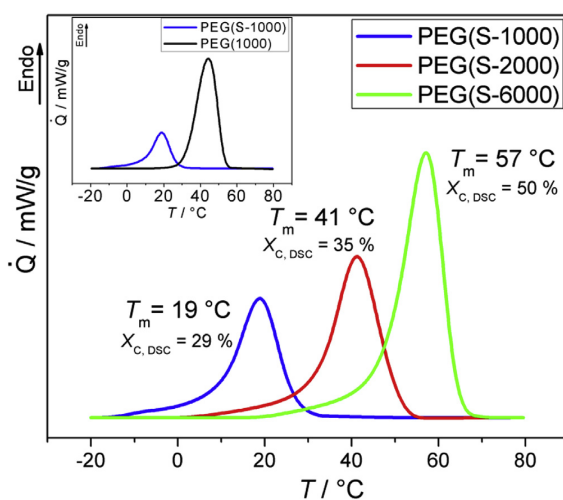 Endo
Q̇ / mW/g
PEG(S-1000)
PEG(S-2000)
PEG(S-6000)
Endo
Q̇ / mW/g
PEG(S-1000)
PEG(1000)
-20 0 20 40 60 80
T / °C
Tm = 57 °C
XC, DSC = 50 %
Tm = 41 °C
XC, DSC = 35 %
Tm = 19 °C
XC, DSC = 29 %
-20 0 20 40 60 80
T / °C